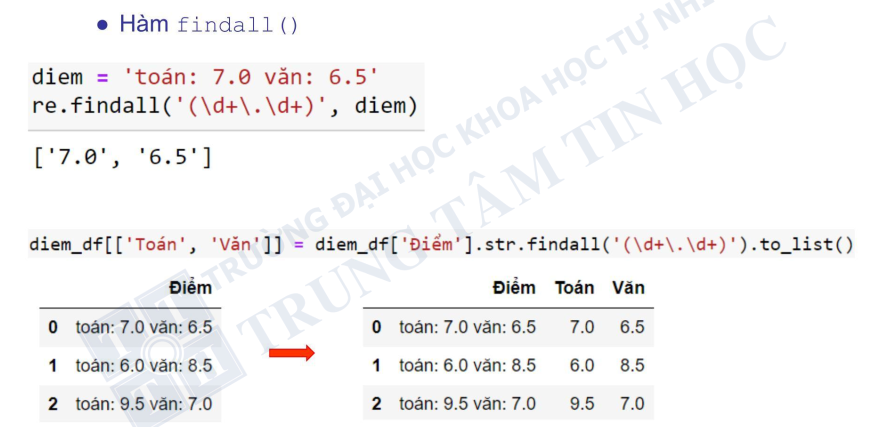 ● Hàm findall()
diem = 'toán: 7.0 văn: 6.5'
re.findall('(\d+\.\d+)', diem)
['7.0', '6.5']
diem_df[['Toán', 'Văn']] = diem_df['Điểm'].str.findall('(\d+\.\d+)').to_list()
Điểm
0 toán: 7.0 văn: 6.5
1 toán: 6.0 văn: 8.5
2 toán: 9.5 văn: 7.0
Điểm Toán Văn
0 toán: 7.0 văn: 6.5 7.0 6.5
1 toán: 6.0 văn: 8.5 6.0 8.5
2 toán: 9.5 văn: 7.0 9.5 7.0
TRƯỜNG ĐẠI HỌC KHOA HỌC TỰ
TRUNG TÂM TIN HỌC